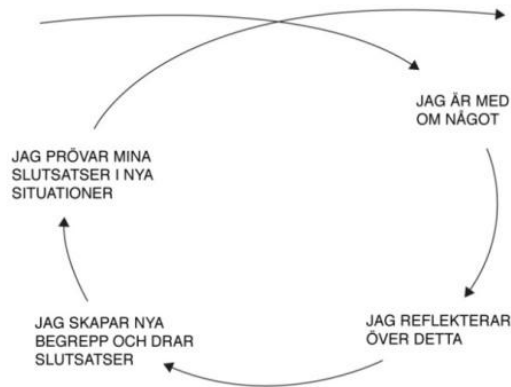 JAG ÄR MED
OM NÅGOT
JAG REFLEKTERAR
ÖVER DETTA
JAG SKAPAR NYA
BEGREPP OCH DRAR
SLUTSATSER
JAG PRÖVAR MINA
SLUTSATSER I NYA
SITUATIONER